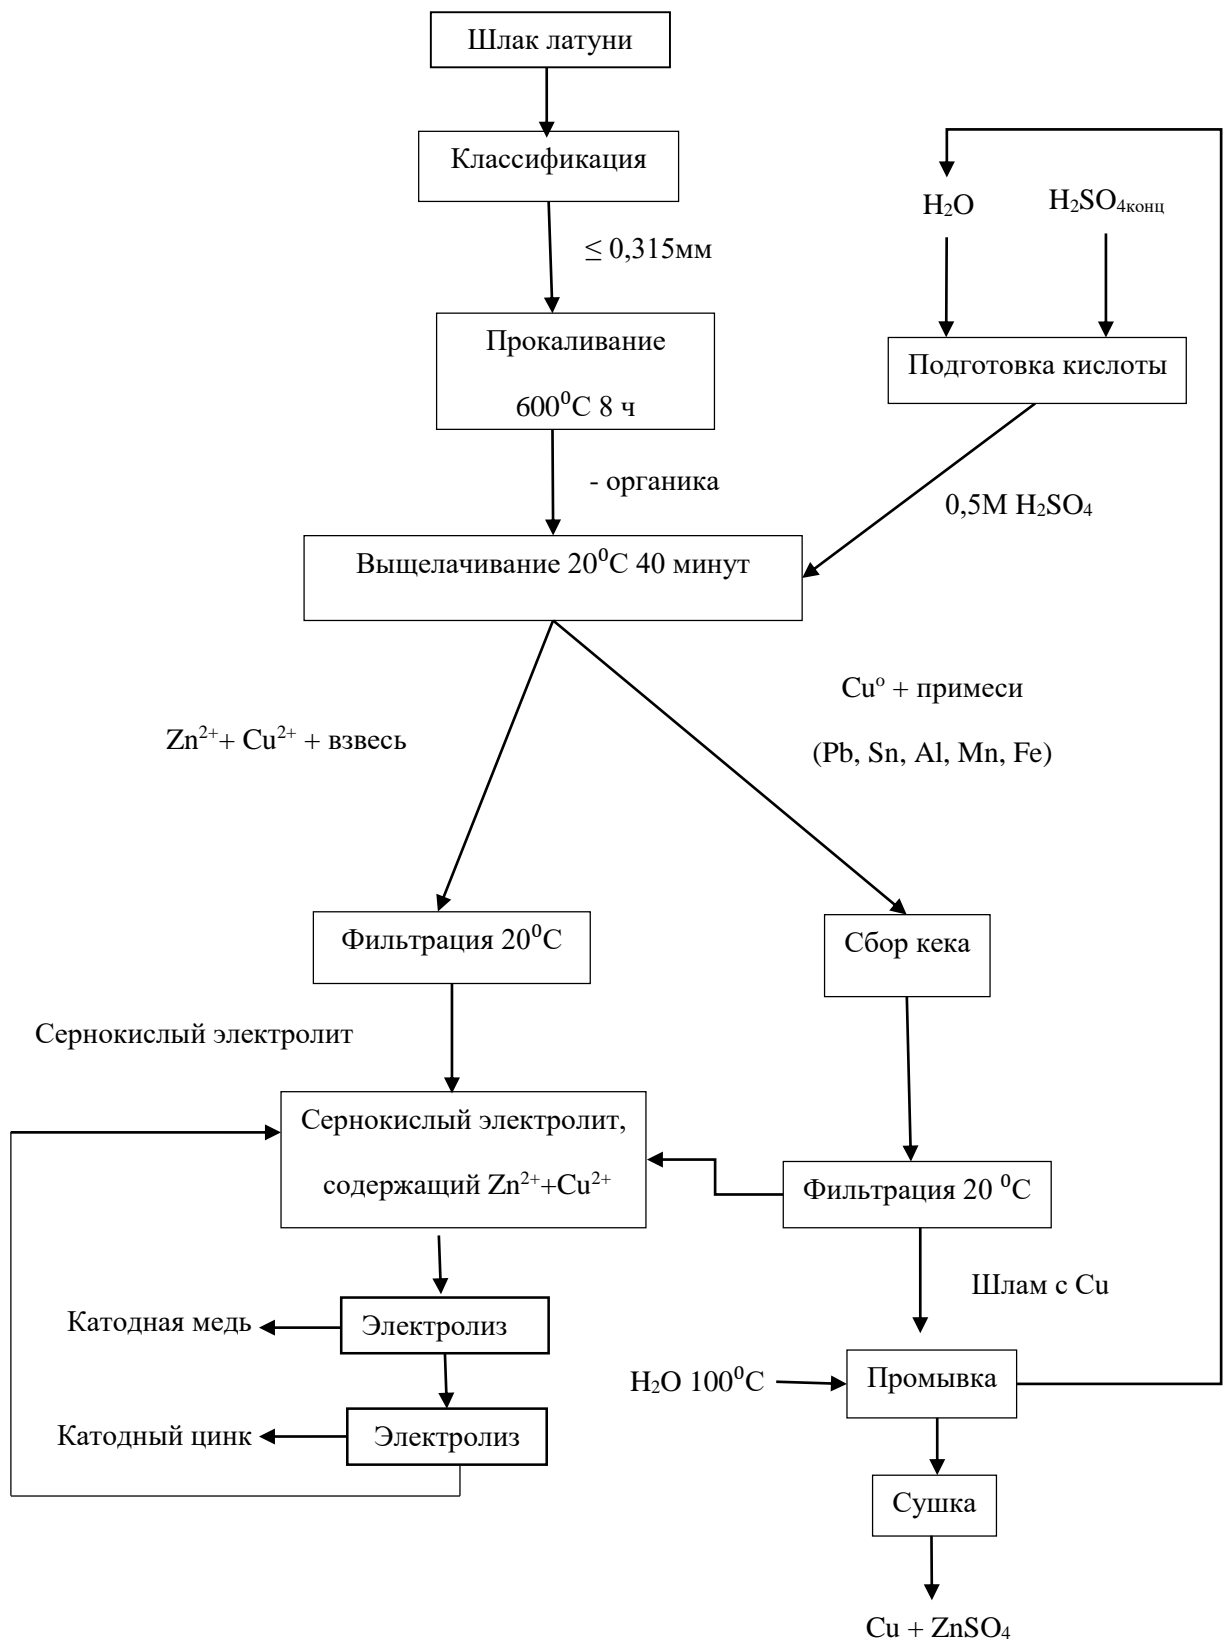 Шлак латуни
Классификация
≤ 0,315мм
H₂O
H₂SO₄конц
Прокаливание
600⁰С 8 ч
Подготовка кислоты
- органика
0,5М H₂SO₄
Выщелачивание 20⁰С 40 минут
Cuº + примеси
(Pb, Sn, Al, Mn, Fe)
Zn²⁺+ Cu²⁺ + взвесь
Фильтрация 20⁰С
Сбор кека
Сернокислый электролит
Сернокислый электролит,
содержащий Zn²⁺+Cu²⁺
Фильтрация 20 ⁰С
Шлам с Cu
Катодная медь
Электролиз
H₂O 100⁰С
Промывка
Катодный цинк
Электролиз
Сушка
Cu + ZnSO₄